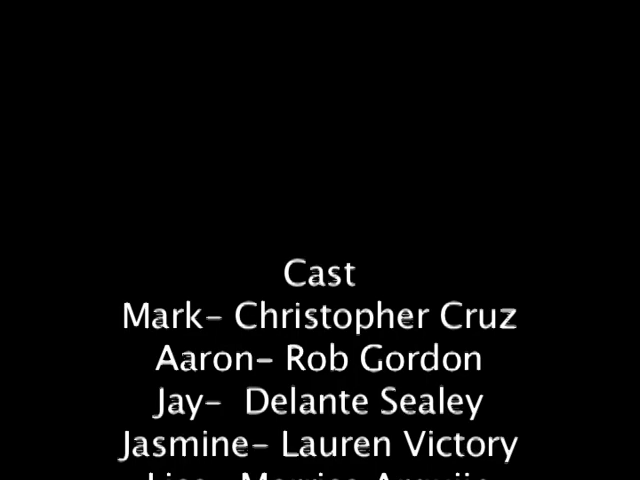 Cast
Mark- Christopher Cruz
Aaron- Rob Gordon
Jay-  Delante Sealey
Jasmine- Lauren Victory